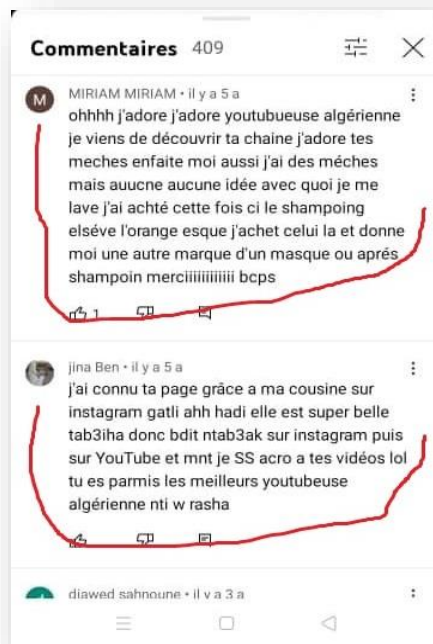 Commentaires 409
M
MIRIAM MIRIAM • il y a 5 a
ohhhh j'adore j'adore youtubueuse algérienne
je viens de découvrir ta chaine j'adore tes
meches enfaite moi aussi j'ai des méches
mais auucne aucune idée avec quoi je me
lave j'ai achté cette fois ci le shampoing
elséve l'orange esque j'achet celui la et donne
moi une autre marque d'un masque ou aprés
shampoin merciiiiiiiiiiii bcps
1
jina Ben • il y a 5 a
j'ai connu ta page grâce a ma cousine sur
instagram gatli ahh hadi elle est super belle
tab3iha donc bdit ntab3ak sur instagram puis
sur YouTube et mnt je SS acro a tes vidéos lol
tu es parmis les meilleurs youtubeuse
algérienne nti w rasha
diawed sahnoune • il y a 3 a